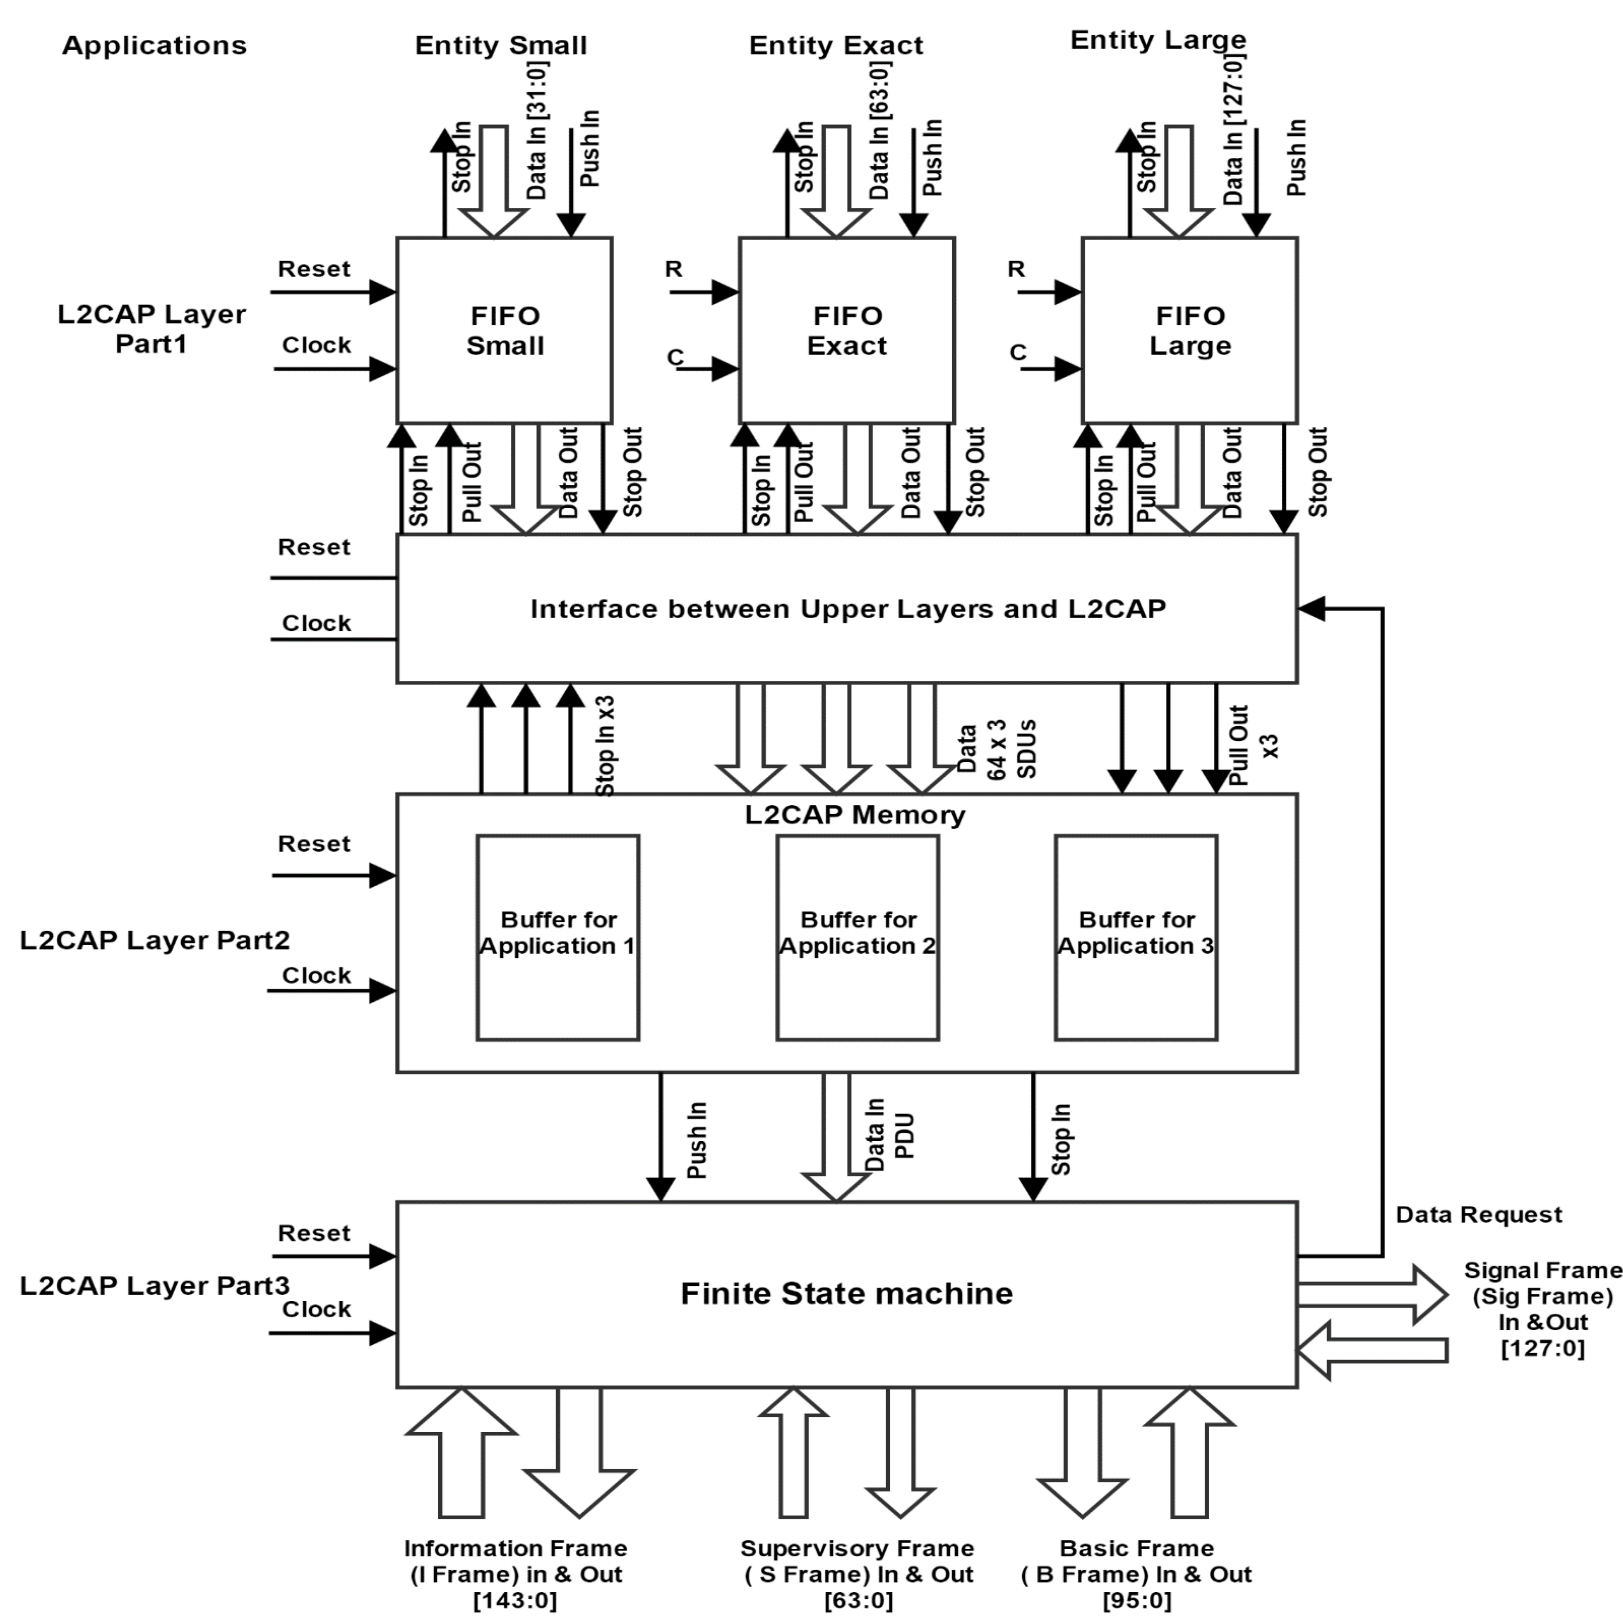 Applications
Entity Small
Entity Exact
Entity Large
Stop In
Data In [31:0]
Push In
Stop In
Data In [63:0]
Push In
Stop In
Data In [127:0]
Push In
L2CAP Layer
Part1
Reset
Clock
FIFO
Small
R
C
FIFO
Exact
R
C
FIFO
Large
Stop In
Pull Out
Data Out
Stop Out
Stop In
Pull Out
Data Out
Stop Out
Stop In
Pull Out
Data Out
Stop Out
Reset
Clock
Interface between Upper Layers and L2CAP
Stop In x3
Data
64 x 3
SDUs
Pull Out
x3
L2CAP Layer Part2
Reset
Clock
L2CAP Memory
Buffer for
Application 1
Buffer for
Application 2
Buffer for
Application 3
Push In
Data In
PDU
Stop In
L2CAP Layer Part3
Reset
Clock
Finite State machine
Data Request
Signal Frame
(Sig Frame)
In &Out
[127:0]
Information Frame
(I Frame) in & Out
[143:0]
Supervisory Frame
( S Frame) In & Out
[63:0]
Basic Frame
( B Frame) In & Out
[95:0]